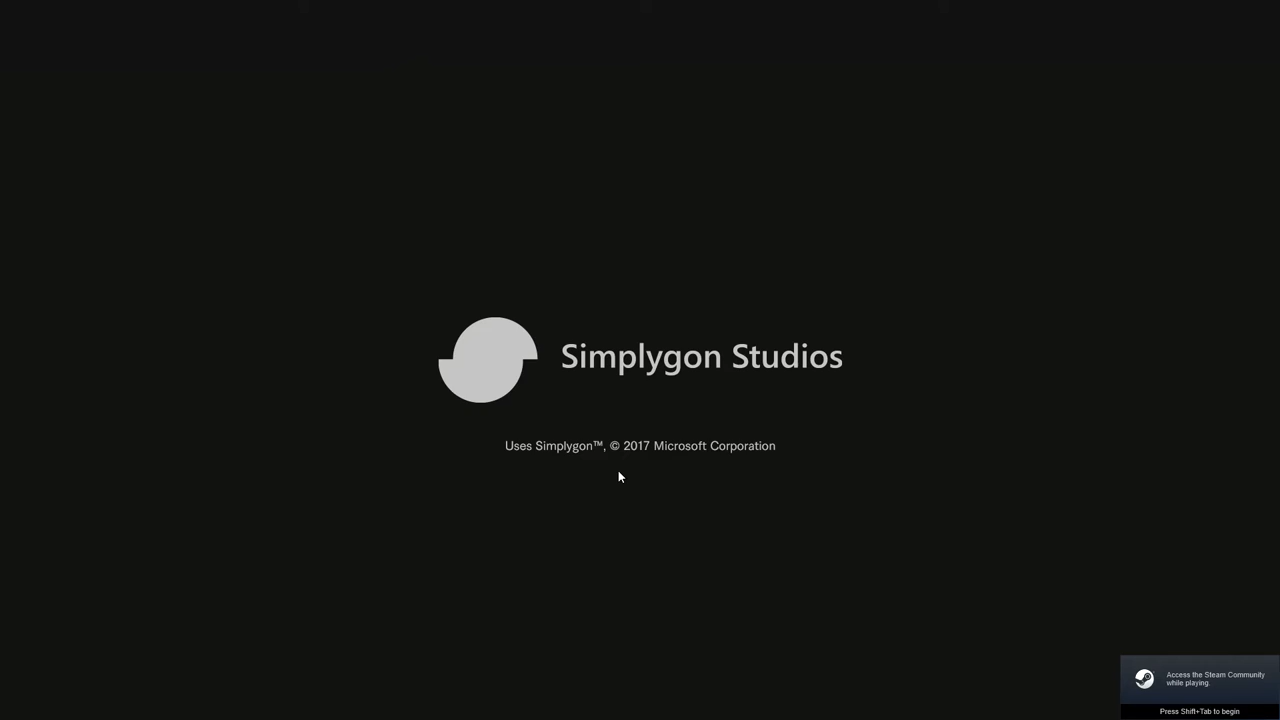 Simplygon Studios
Uses Simplygon™, © 2017 Microsoft Corporation
Access the Steam Community
while playing.
Press Shift+Tab to begin